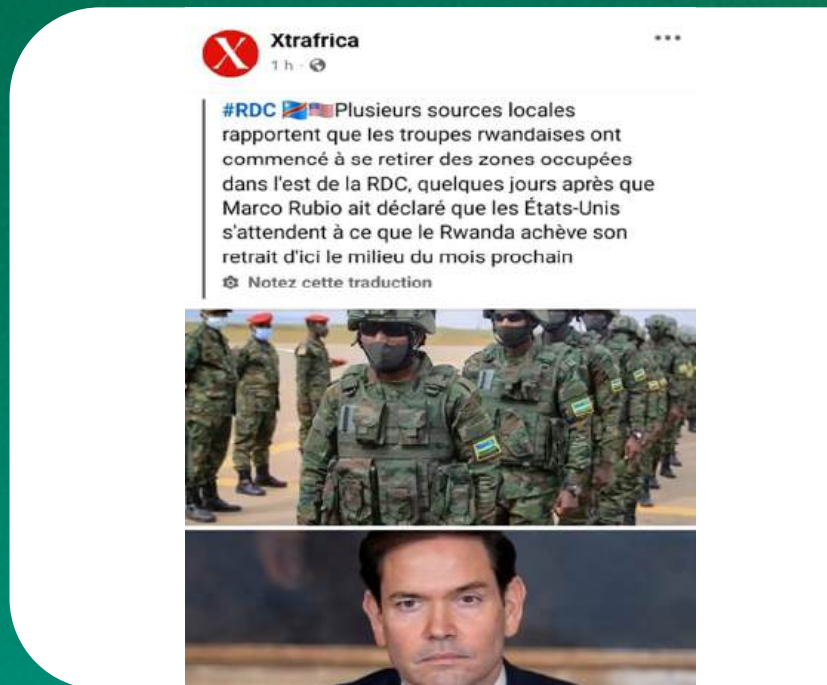 X
Xtrafrica
1 h ·
#RDC 🇨🇩🇺🇸Plusieurs sources locales
rapportent que les troupes rwandaises ont
commencé à se retirer des zones occupées
dans l'est de la RDC, quelques jours après que
Marco Rubio ait déclaré que les États-Unis
s'attendent à ce que le Rwanda achève son
retrait d'ici le milieu du mois prochain
Notez cette traduction